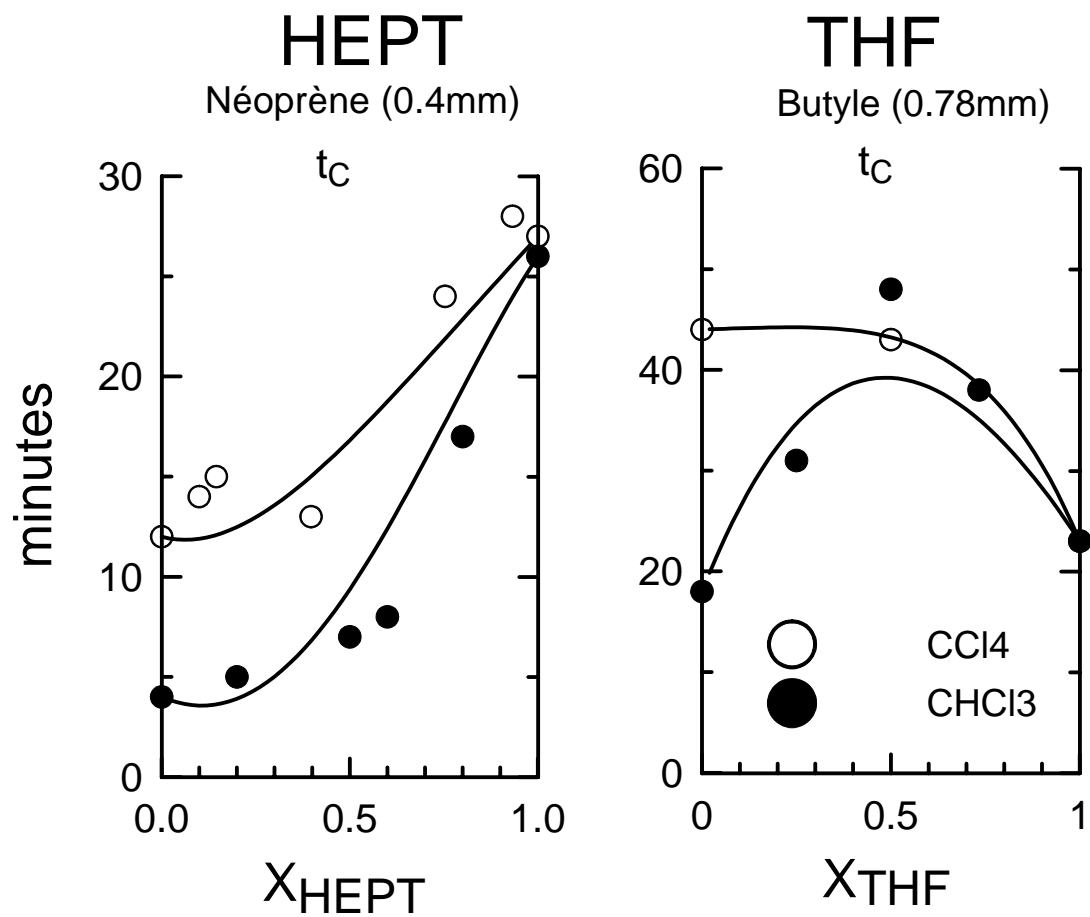 HEPT
Néoprène (0.4mm)
tC
30
20
10
0
minutes
0.0 0.5 1.0
XHEPT
THF
Butyle (0.78mm)
tC
60
40
20
0
CCl4
CHCl3
0 0.5 1
XTHF